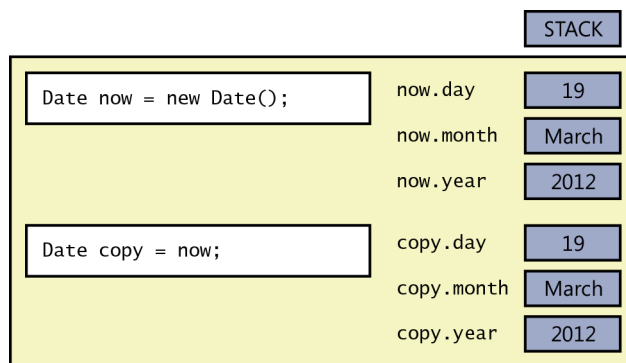 STACK
Date now = new Date(); now.day 19
now.month March
now.year 2012
Date copy = now; copy.day 19
copy.month March
copy.year 2012